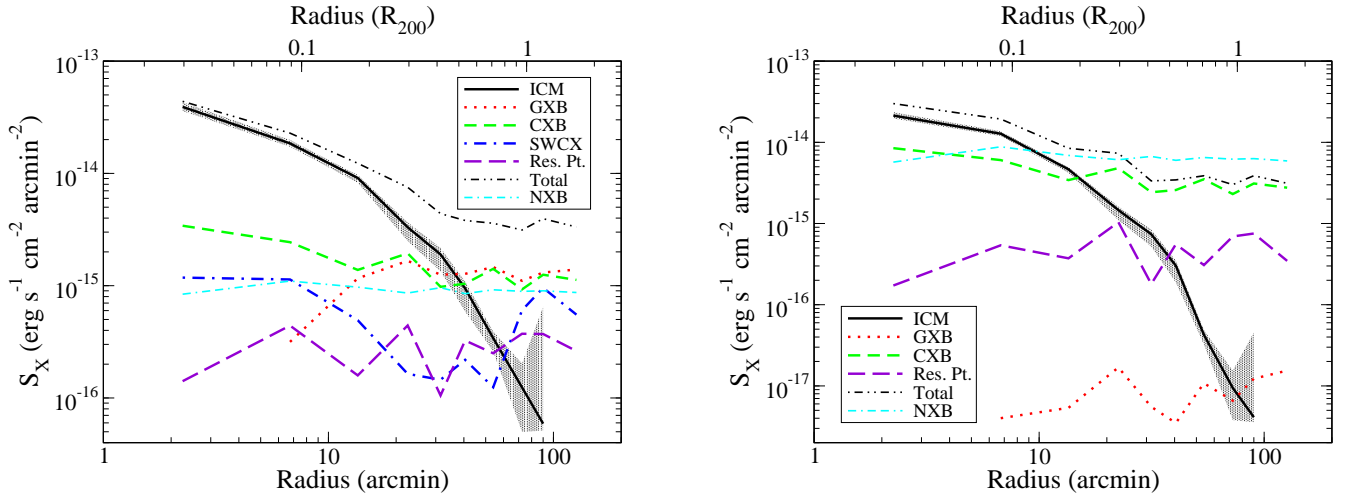 Radius (R200)
0.1 1
10-13
10-14
10-15
10-16
SX (erg s-1 cm-2 arcmin-2)
ICM
GXB
CXB
SWCX
Res. Pt.
Total
NXB
1 10 100
Radius (arcmin)
Radius (R200)
0.1 1
10-13
10-14
10-15
10-16
10-17
SX (erg s-1 cm-2 arcmin-2)
ICM
GXB
CXB
Res. Pt.
Total
NXB
1 10 100
Radius (arcmin)